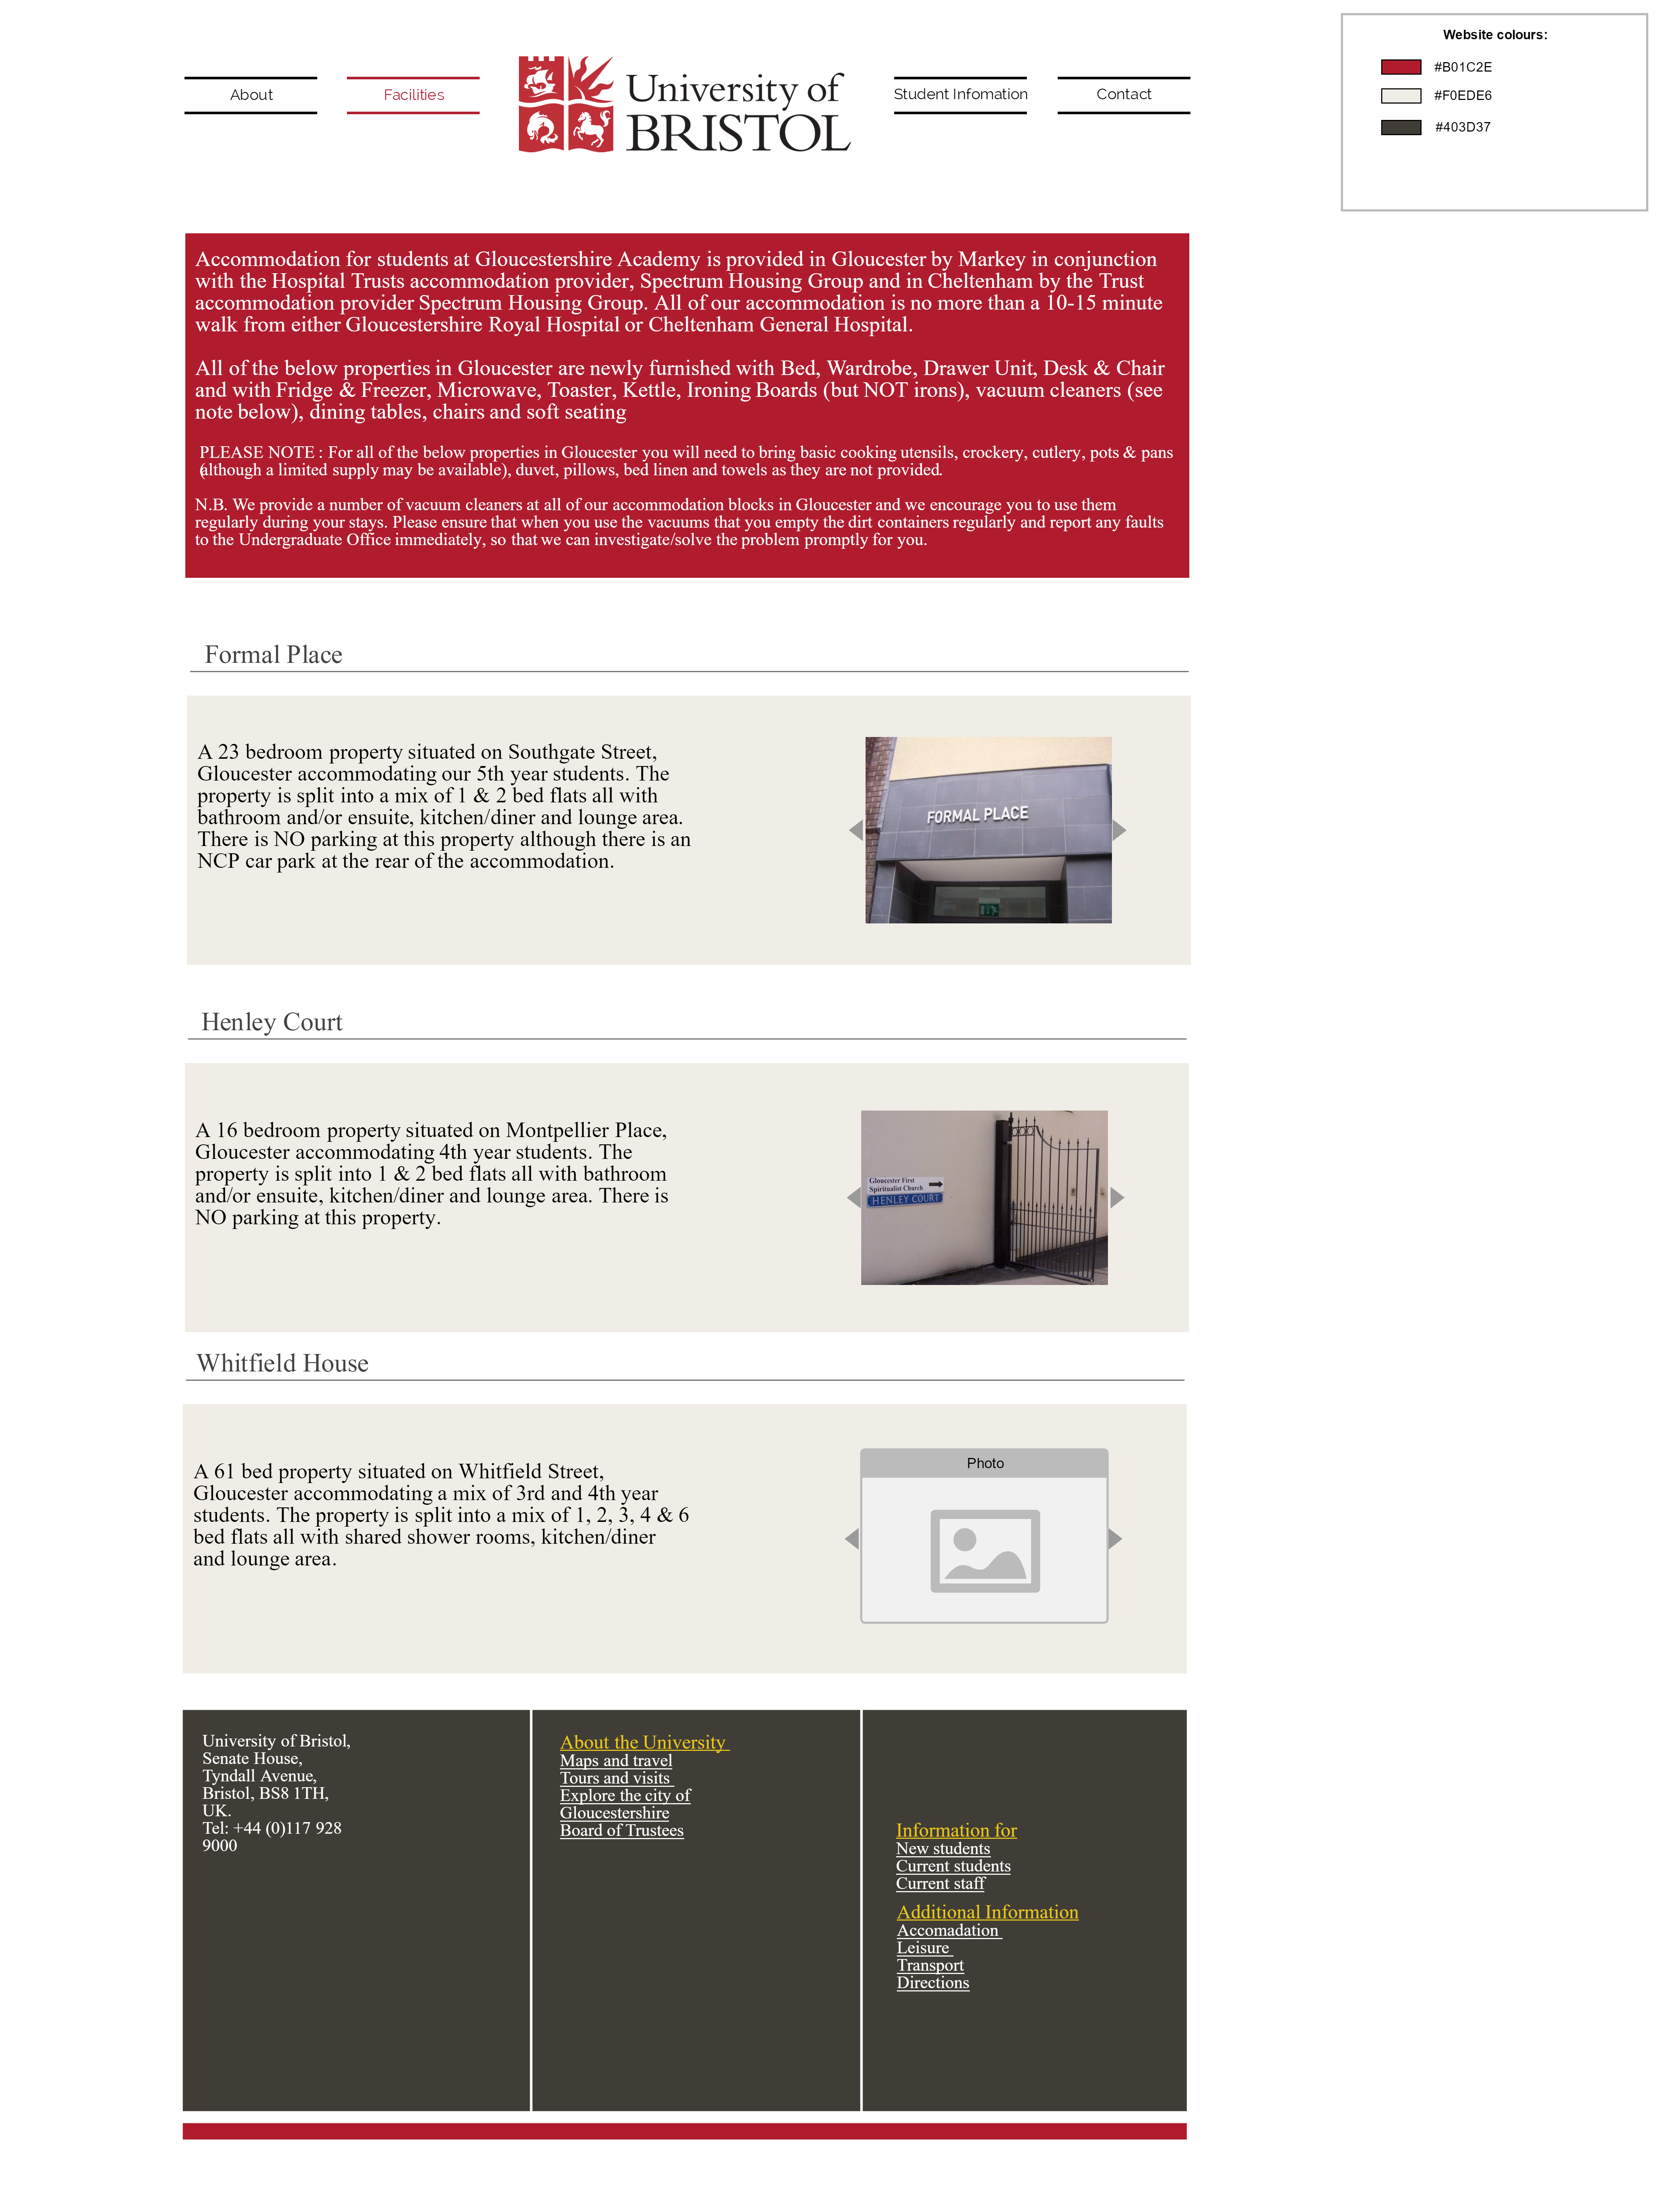 Website colours:
#B01C2E
#F0EDE6
#403D37
About
Facilities
University of
BRISTOL
Student Infomation
Contact
Accommodation for students at Gloucestershire Academy is provided in Gloucester by Markey in conjunction
with the Hospital Trusts accommodation provider, Spectrum Housing Group and in Cheltenham by the Trust
accommodation provider Spectrum Housing Group. All of our accommodation is no more than a 10-15 minute
walk from either Gloucestershire Royal Hospital or Cheltenham General Hospital.
All of the below properties in Gloucester are newly furnished with Bed, Wardrobe, Drawer Unit, Desk & Chair
and with Fridge & Freezer, Microwave, Toaster, Kettle, Ironing Boards (but NOT irons), vacuum cleaners (see
note below), dining tables, chairs and soft seating
PLEASE NOTE : For all of the below properties in Gloucester you will need to bring basic cooking utensils, crockery, cutlery, pots & pans
(although a limited supply may be available), duvet, pillows, bed linen and towels as they are not provided.
N.B. We provide a number of vacuum cleaners at all of our accommodation blocks in Gloucester and we encourage you to use them
regularly during your stays. Please ensure that when you use the vacuums that you empty the dirt containers regularly and report any faults
to the Undergraduate Office immediately, so that we can investigate/solve the problem promptly for you.
Formal Place
A 23 bedroom property situated on Southgate Street,
Gloucester accommodating our 5th year students. The
property is split into a mix of 1 & 2 bed flats all with
bathroom and/or ensuite, kitchen/diner and lounge area.
There is NO parking at this property although there is an
NCP car park at the rear of the accommodation.
FORMAL PLACE
Henley Court
A 16 bedroom property situated on Montpellier Place,
Gloucester accommodating 4th year students. The
property is split into 1 & 2 bed flats all with bathroom
and/or ensuite, kitchen/diner and lounge area. There is
NO parking at this property.
Gloucester First
Spiritualist Church
HENLEY COURT
Whitfield House
A 61 bed property situated on Whitfield Street,
Gloucester accommodating a mix of 3rd and 4th year
students. The property is split into a mix of 1, 2, 3, 4 & 6
bed flats all with shared shower rooms, kitchen/diner
and lounge area.
Photo
University of Bristol,
Senate House,
Tyndall Avenue,
Bristol, BS8 1TH,
UK.
Tel: +44 (0)117 928
9000
About the University
Maps and travel
Tours and visits
Explore the city of
Gloucestershire
Board of Trustees
Information for
New students
Current students
Current staff
Additional Information
Accomadation
Leisure
Transport
Directions